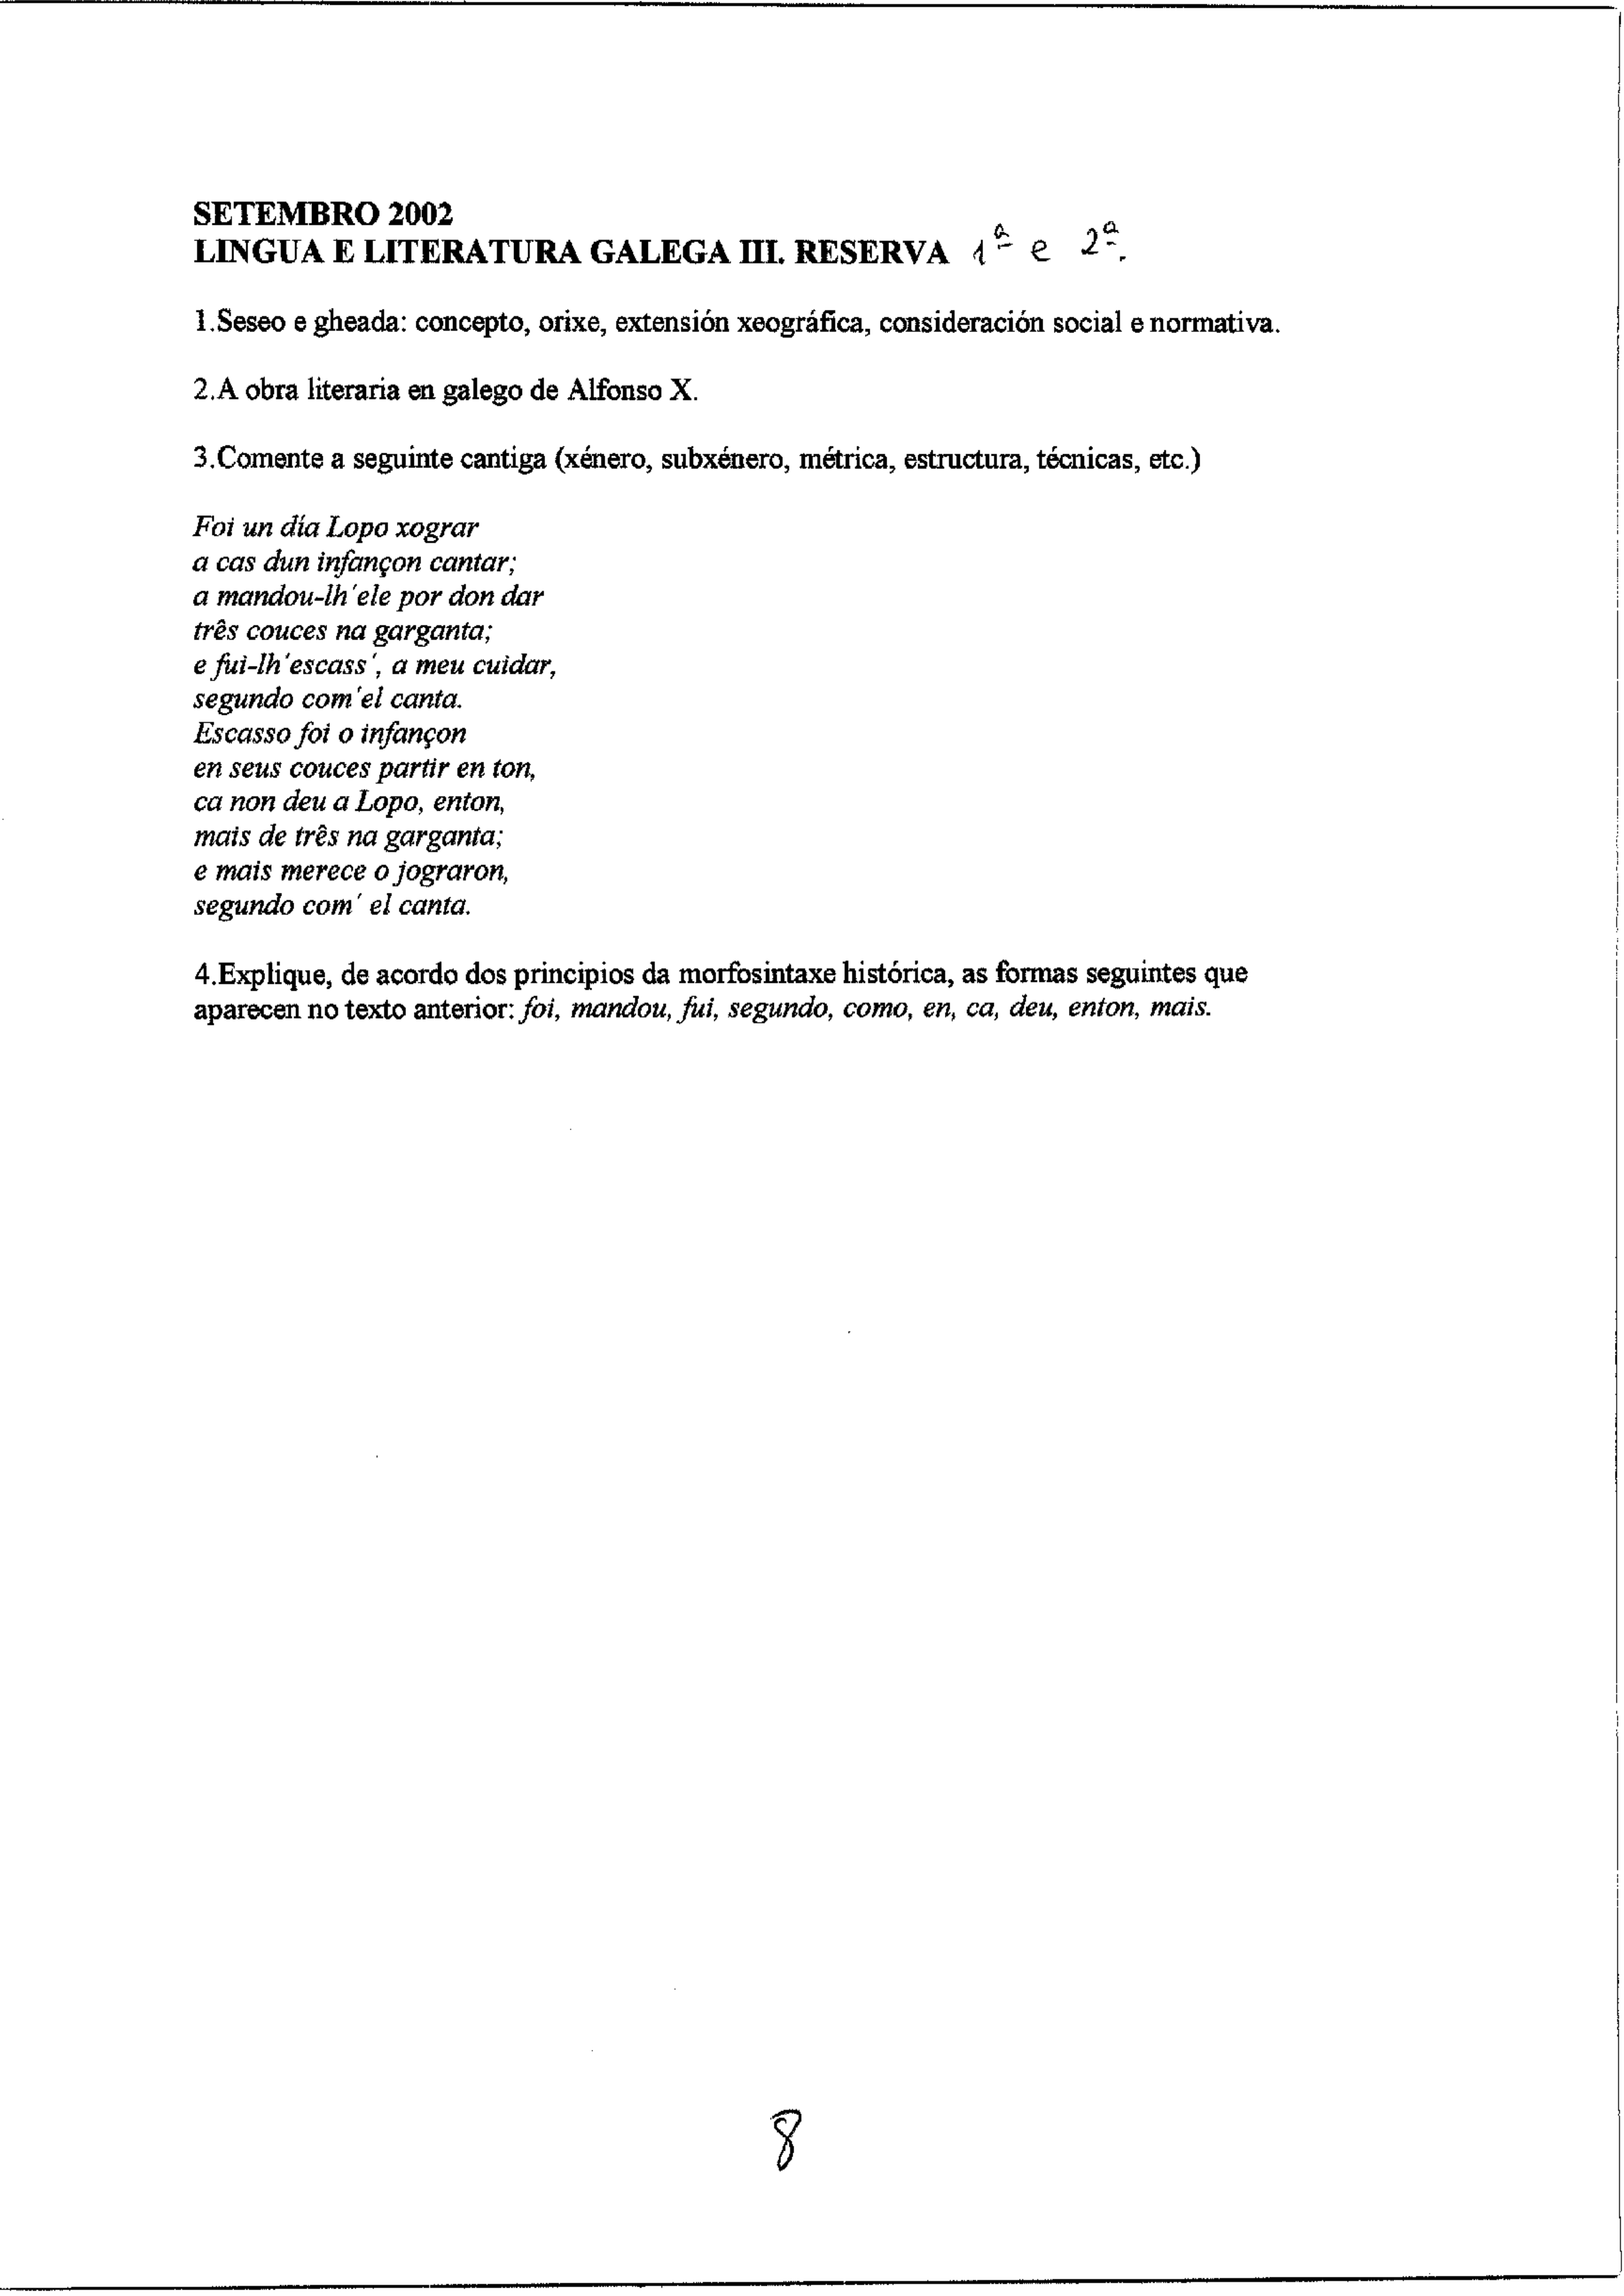 SETEMBRO 2002
LINGUA E LITERATURA GALEGA III. RESERVA 1ª e 2ª.
1.Seseo e gheada: concepto, orixe, extensión xeográfica, consideración social e normativa.
2.A obra literaria en galego de Alfonso X.
3.Comente a seguinte cantiga (xénero, subxénero, métrica, estructura, técnicas, etc.)
Foi un día Lopo xograr
a cas dun infançon cantar;
a mandou-lh´ele por don dar
três couces na garganta;
e fui-lh´escass´, a meu cuidar,
segundo com´el canta.
Escasso foi o infançon
en seus couces partir en ton,
ca non deu a Lopo, enton,
mais de três na garganta;
e mais merece o jograron,
segundo com´ el canta.
4.Explique, de acordo dos principios da morfosintaxe histórica, as formas seguintes que
aparecen no texto anterior: foi, mandou, fui, segundo, como, en, ca, deu, enton, mais.
8